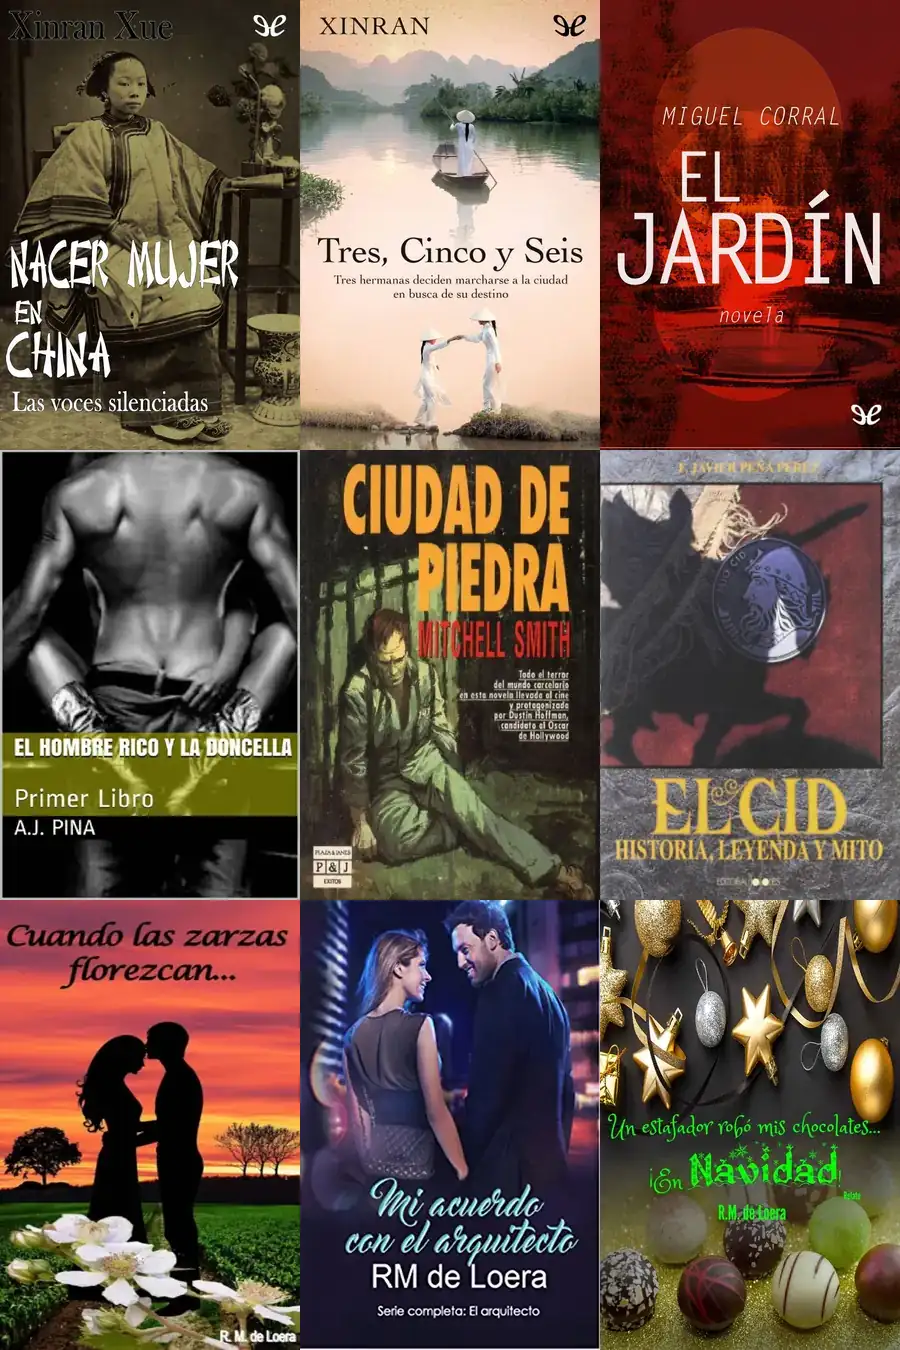 Xinran Xue
NACER MUJER
EN
CHINA
Las voces silenciadas
XINRAN
Tres, Cinco y Seis
Tres hermanas deciden marcharse a la ciudad
en busca de su destino
MIGUEL CORRAL
EL
JARDÍN
novela
EL HOMBRE RICO Y LA DONCELLA
Primer Libro
A.J. PINA
CIUDAD DE
PIEDRA
MITCHELL SMITH
Todo el terror
del mundo carcelario
en esta novela llevada al cine
y protagonizada
por Dustin Hoffman,
candidato al Oscar
de Hollywood
PLAZA & JANES
P & J
EXITOS
F. JAVIER PEÑA PEREZ
EL CID
HISTORIA, LEYENDA Y MITO
Cuando las zarzas
florezcan...
R. M. de Loera
Mi acuerdo
con el arquitecto
RM de Loera
Serie completa: El arquitecto
Un estafador robó mis chocolates...
¡En Navidad!
Relato
R.M. de Loera